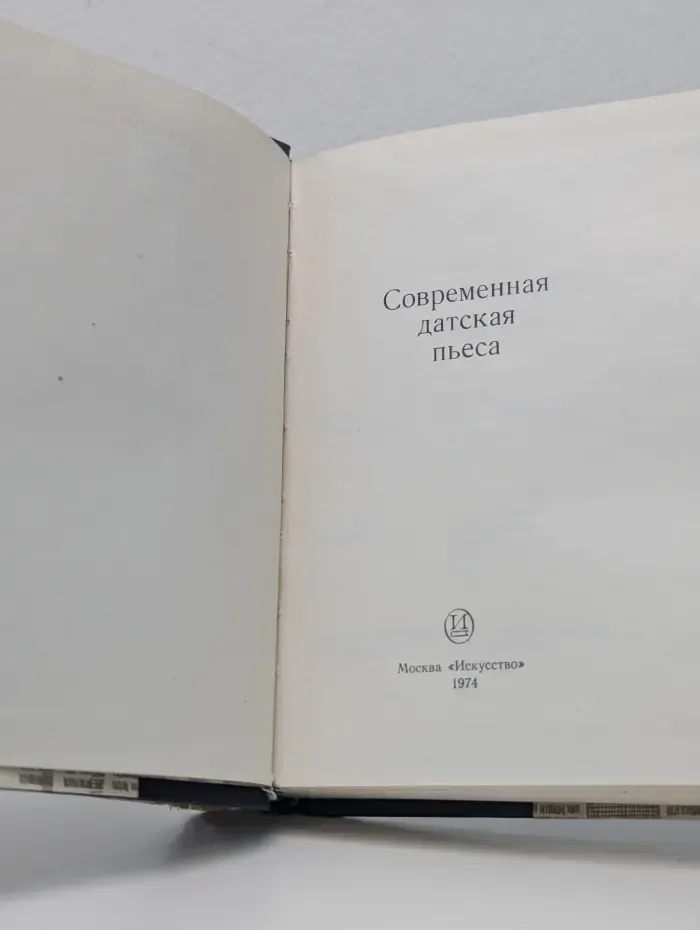 Современная
датская
пьеса
И
Москва «Искусство»
1974